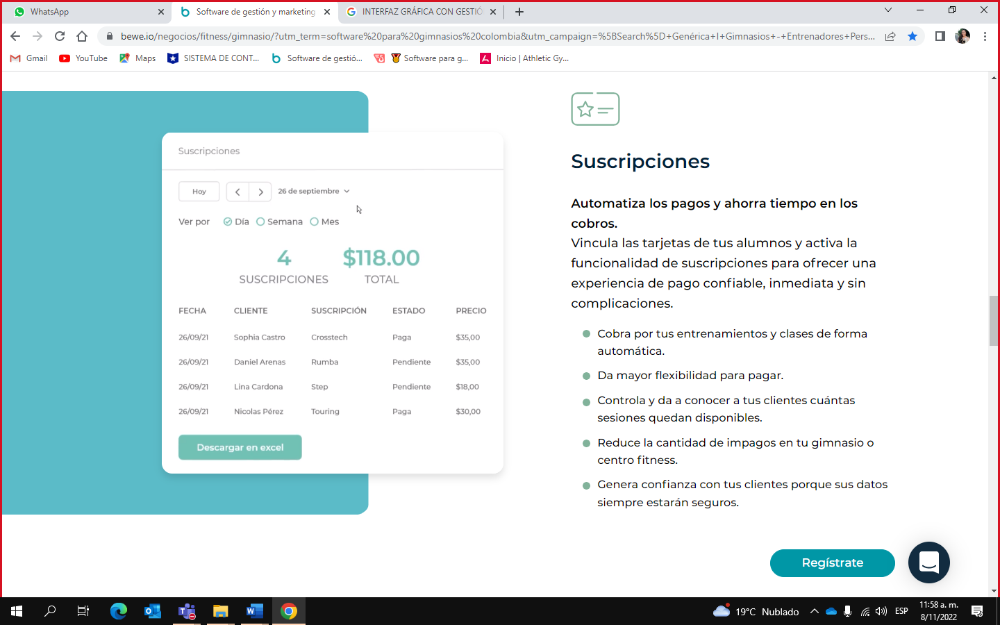 WhatsApp
Software de gestión y marketing
INTERFAZ GRÁFICA CON GESTIÓ
bewe.io/negocios/fitness/gimnasio/?utm_term=software%20para%20gimnasios%20colombia&utm_campaign=%5BSearch%5D+Genérica+I+Gimnasios+-+Entrenadores+Pers...
Gmail
YouTube
Maps
SISTEMA DE CONT...
Software de gestió...
Software para g...
Inicio | Athletic Gy...
Suscripciones
Hoy
26 de septiembre
Ver por Día Semana Mes
4 $118.00
SUSCRIPCIONES TOTAL
FECHA CLIENTE SUSCRIPCIÓN ESTADO PRECIO
26/09/21 Sophia Castro Crosstech Paga $35,00
26/09/21 Daniel Arenas Rumba Pendiente $35,00
26/09/21 Lina Cardona Step Pendiente $18,00
26/09/21 Nicolas Pérez Touring Paga $30,00
Descargar en excel
Suscripciones
Automatiza los pagos y ahorra tiempo en los
cobros.
Vincula las tarjetas de tus alumnos y activa la
funcionalidad de suscripciones para ofrecer una
experiencia de pago confiable, inmediata y sin
complicaciones.
Cobra por tus entrenamientos y clases de forma
automática.
Da mayor flexibilidad para pagar.
Controla y da a conocer a tus clientes cuántas
sesiones quedan disponibles.
Reduce la cantidad de impagos en tu gimnasio o
centro fitness.
Genera confianza con tus clientes porque sus datos
siempre estarán seguros.
Regístrate
19°C Nublado
ESP
11:58 a. m.
8/11/2022